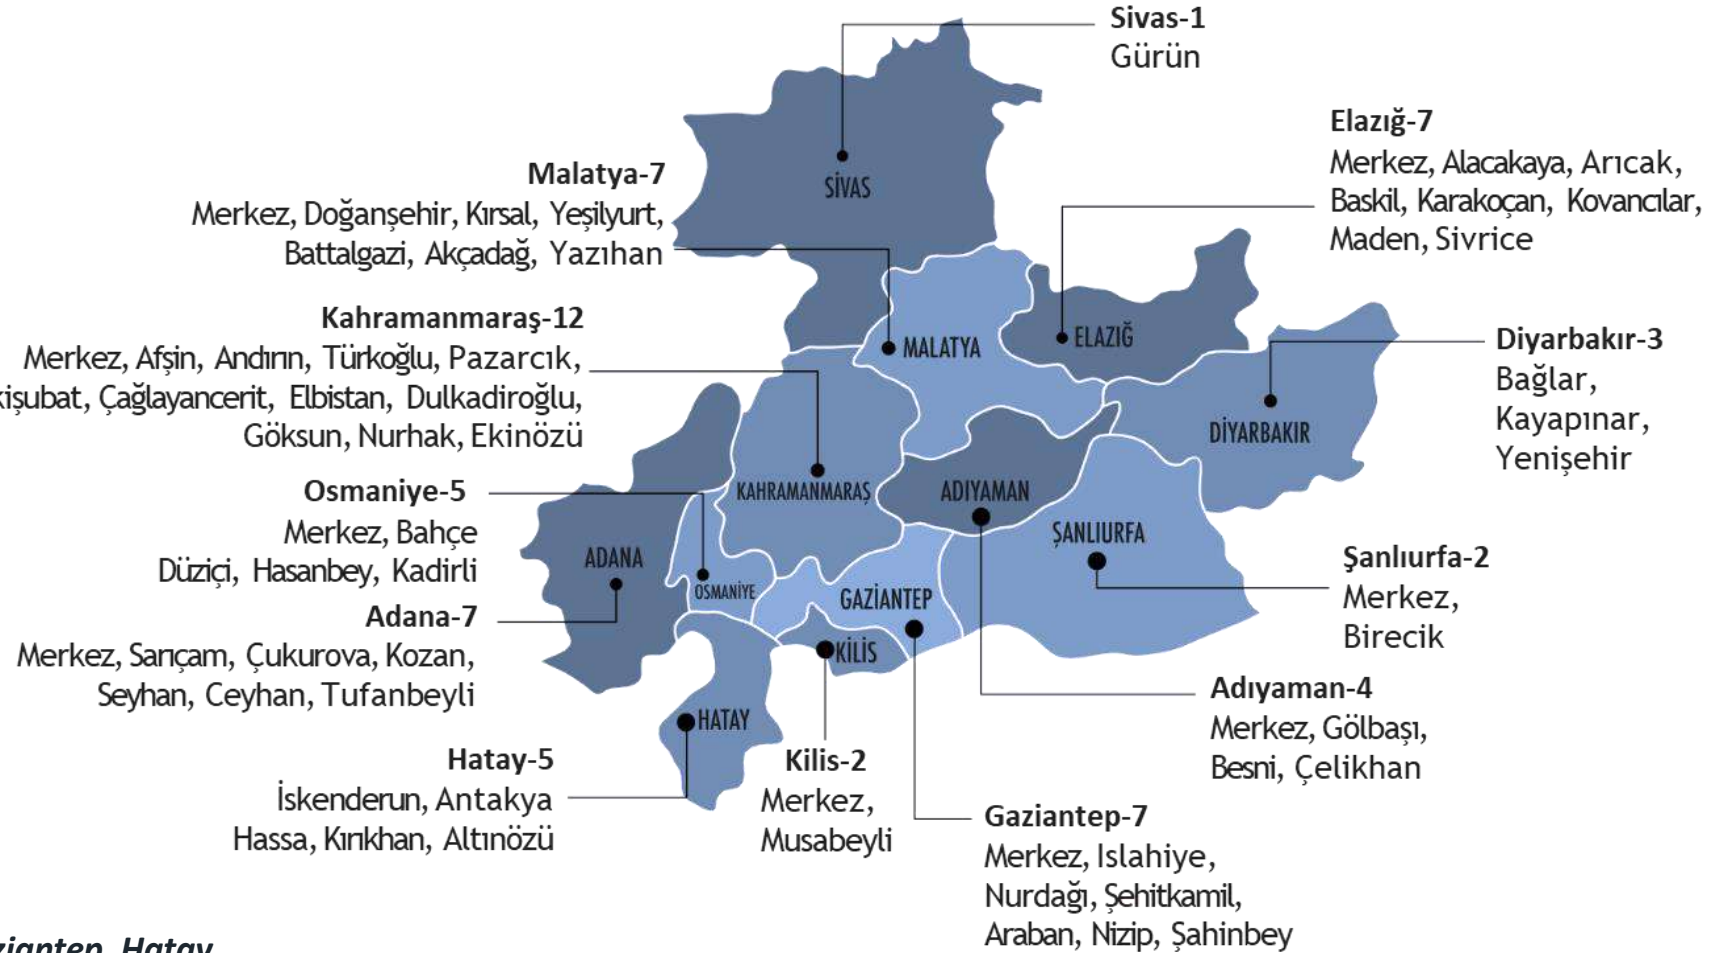 Sivas-1
Gürün
Elazığ-7
Merkez, Alacakaya, Arıcak,
Baskil, Karakoçan, Kovancılar,
Maden, Sivrice
Malatya-7
Merkez, Doğanşehir, Kırsal, Yeşilyurt,
Battalgazi, Akçadağ, Yazıhan
Kahramanmaraş-12
Merkez, Afşin, Andırın, Türkoğlu, Pazarcık,
Çağlayancerit, Elbistan, Dulkadiroğlu,
Göksun, Nurhak, Ekinözü
Diyarbakır-3
Bağlar,
Kayapınar,
Yenişehir
Osmaniye-5
Merkez, Bahçe
Düziçi, Hasanbey, Kadirli
Adana-7
Merkez, Sarıçam, Çukurova, Kozan,
Seyhan, Ceyhan, Tufanbeyli
Şanlıurfa-2
Merkez,
Birecik
Adıyaman-4
Merkez, Gölbaşı,
Besni, Çelikhan
Hatay-5
İskenderun, Antakya
Hassa, Kırıkhan, Altınözü
Kilis-2
Merkez,
Musabeyli
Gaziantep-7
Merkez, Islahiye,
Nurdağı, Şehitkamil,
Araban, Nizip, Şahinbey
SİVAS
MALATYA
ELAZIĞ
DİYARBAKIR
KAHRAMANMARAŞ
ADIYAMAN
ŞANLIURFA
ADANA
OSMANİYE
GAZİANTEP
KİLİS
HATAY
Hatay